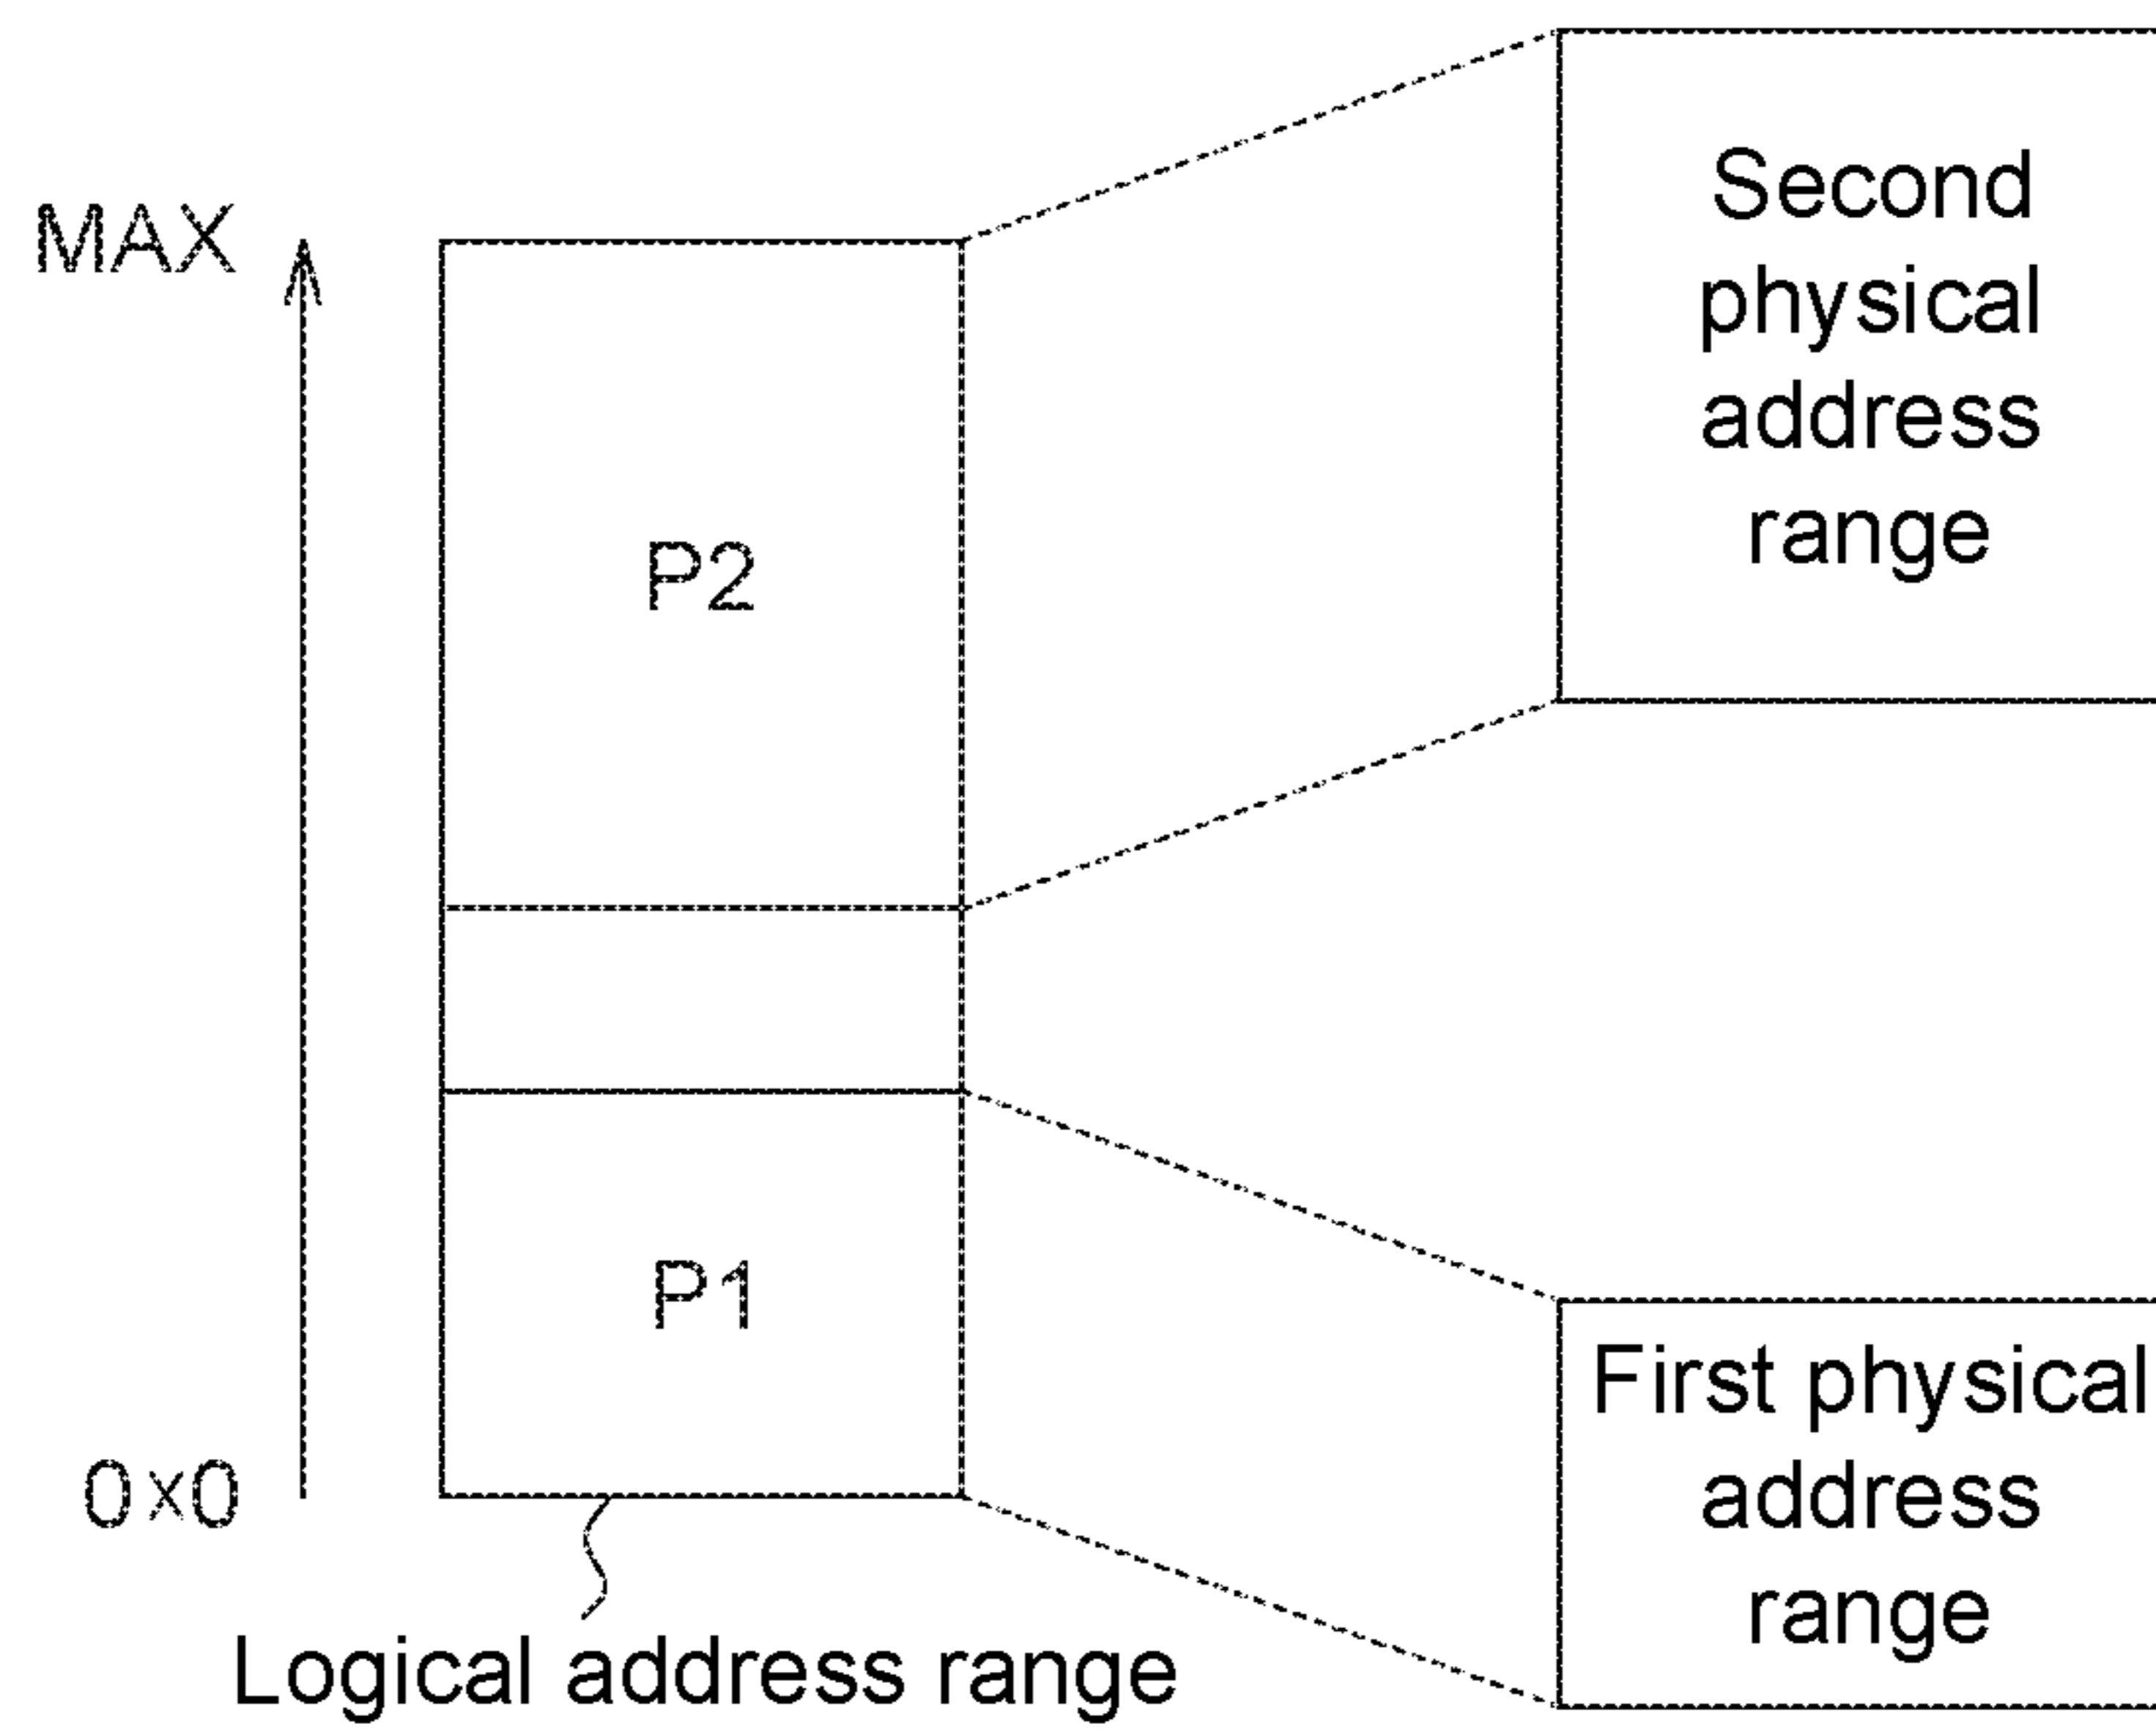 MAX
P2
P1
0x0
Logical address range
Second
physical
address
range
First physical
address
range